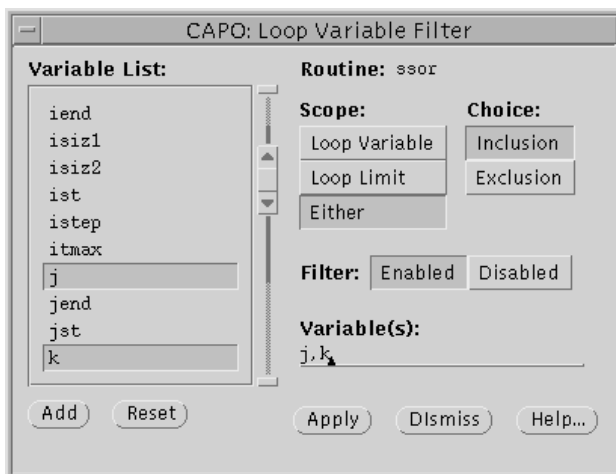 CAPO: Loop Variable Filter
Variable List:
iend
isiz1
isiz2
ist
istep
itmax
j
jend
jst
k
Add
Reset
Routine: ssor
Scope:
Loop Variable
Loop Limit
Either
Choice:
Inclusion
Exclusion
Filter: Enabled Disabled
Variable(s):
j,k
Apply
DIsmiss
Help...